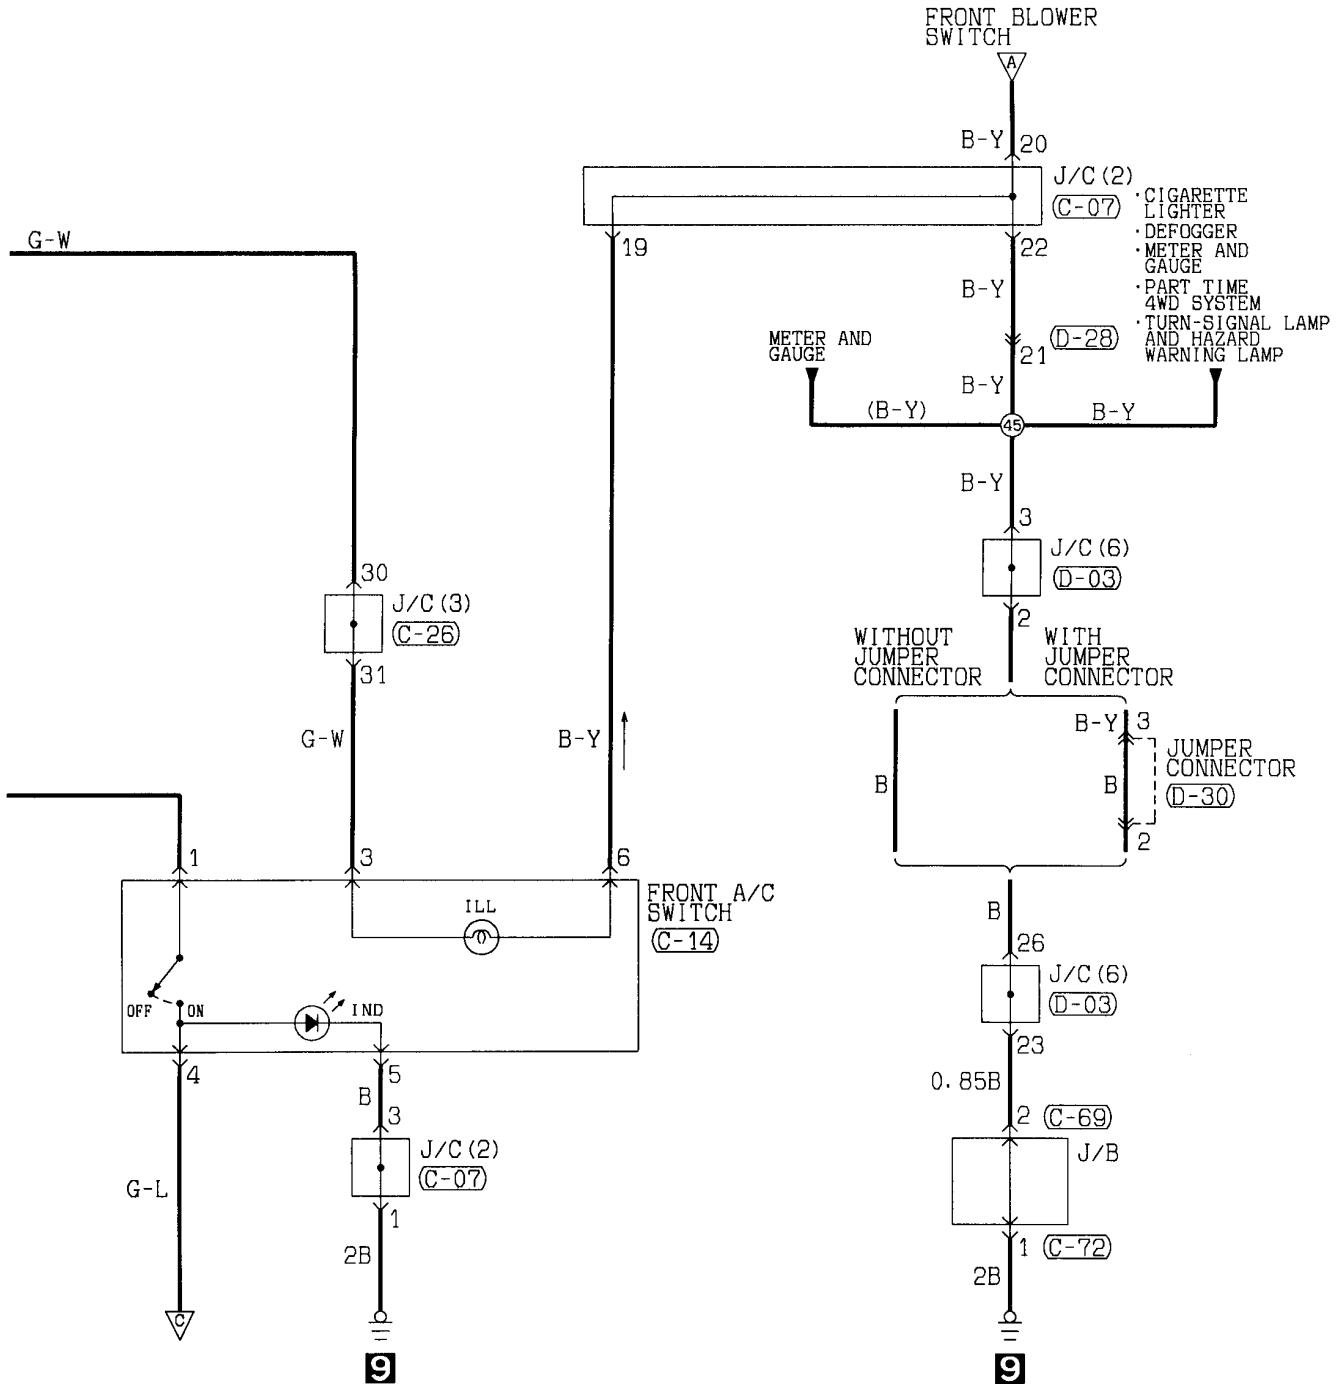 FRONT BLOWER
SWITCH
A
B-Y
20
J/C(2)
C-07
·CIGARETTE
LIGHTER
·DEFOGGER
·METER AND
GAUGE
·PART TIME
4WD SYSTEM
·TURN-SIGNAL LAMP
AND HAZARD
WARNING LAMP
G-W
19
22
B-Y
D-28
21
METER AND
GAUGE
B-Y
(B-Y)
B-Y
45
B-Y
3
J/C(6)
D-03
2
30
J/C(3)
C-26
31
WITHOUT
JUMPER
CONNECTOR
WITH
JUMPER
CONNECTOR
G-W
B-Y
B-Y
3
JUMPER
CONNECTOR
D-30
B
B
2
1
3
6
FRONT A/C
SWITCH
C-14
ILL
OFF
ON
IND
B
26
J/C(6)
D-03
23
4
5
B
3
0.85B
2
C-69
J/B
J/C(2)
C-07
G-L
1
2B
1
C-72
2B
C
9
9